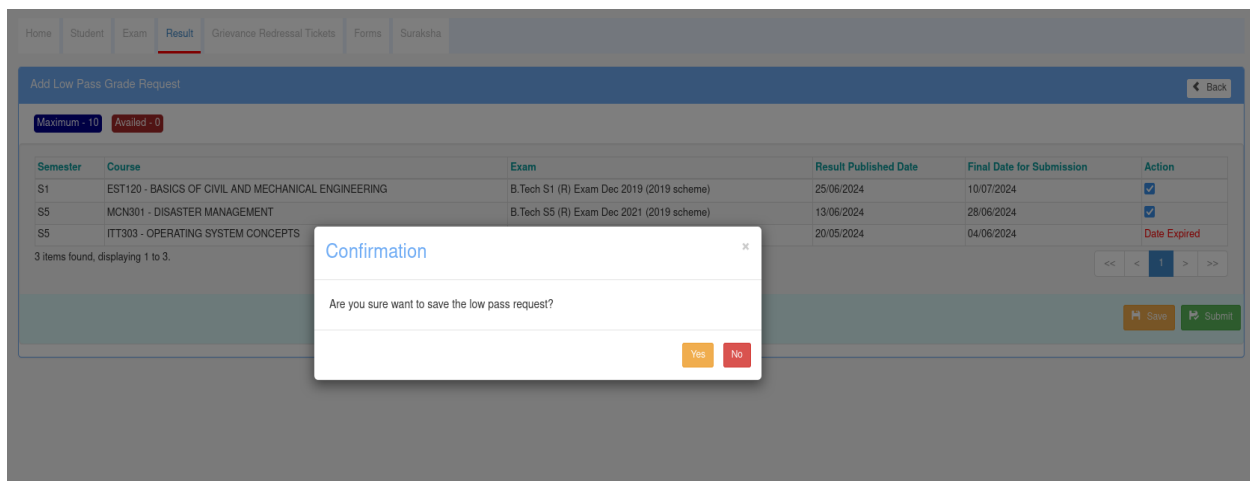 Home Student Exam Result Grievance Redressal Tickets Forms Suraksha
Add Low Pass Grade Request Back
Maximum - 10 Availed - 0
Semester Course Exam Result Published Date Final Date for Submission Action
S1 EST120 - BASICS OF CIVIL AND MECHANICAL ENGINEERING B.Tech S1 (R) Exam Dec 2019 (2019 scheme) 25/06/2024 10/07/2024
S5 MCN301 - DISASTER MANAGEMENT B.Tech S5 (R) Exam Dec 2021 (2019 scheme) 13/06/2024 28/06/2024
S5 ITT303 - OPERATING SYSTEM CONCEPTS 20/05/2024 04/06/2024 Date Expired
3 items found, displaying 1 to 3.
<< < 1 > >>
Confirmation ×
Are you sure want to save the low pass request?
Save Submit
Yes No